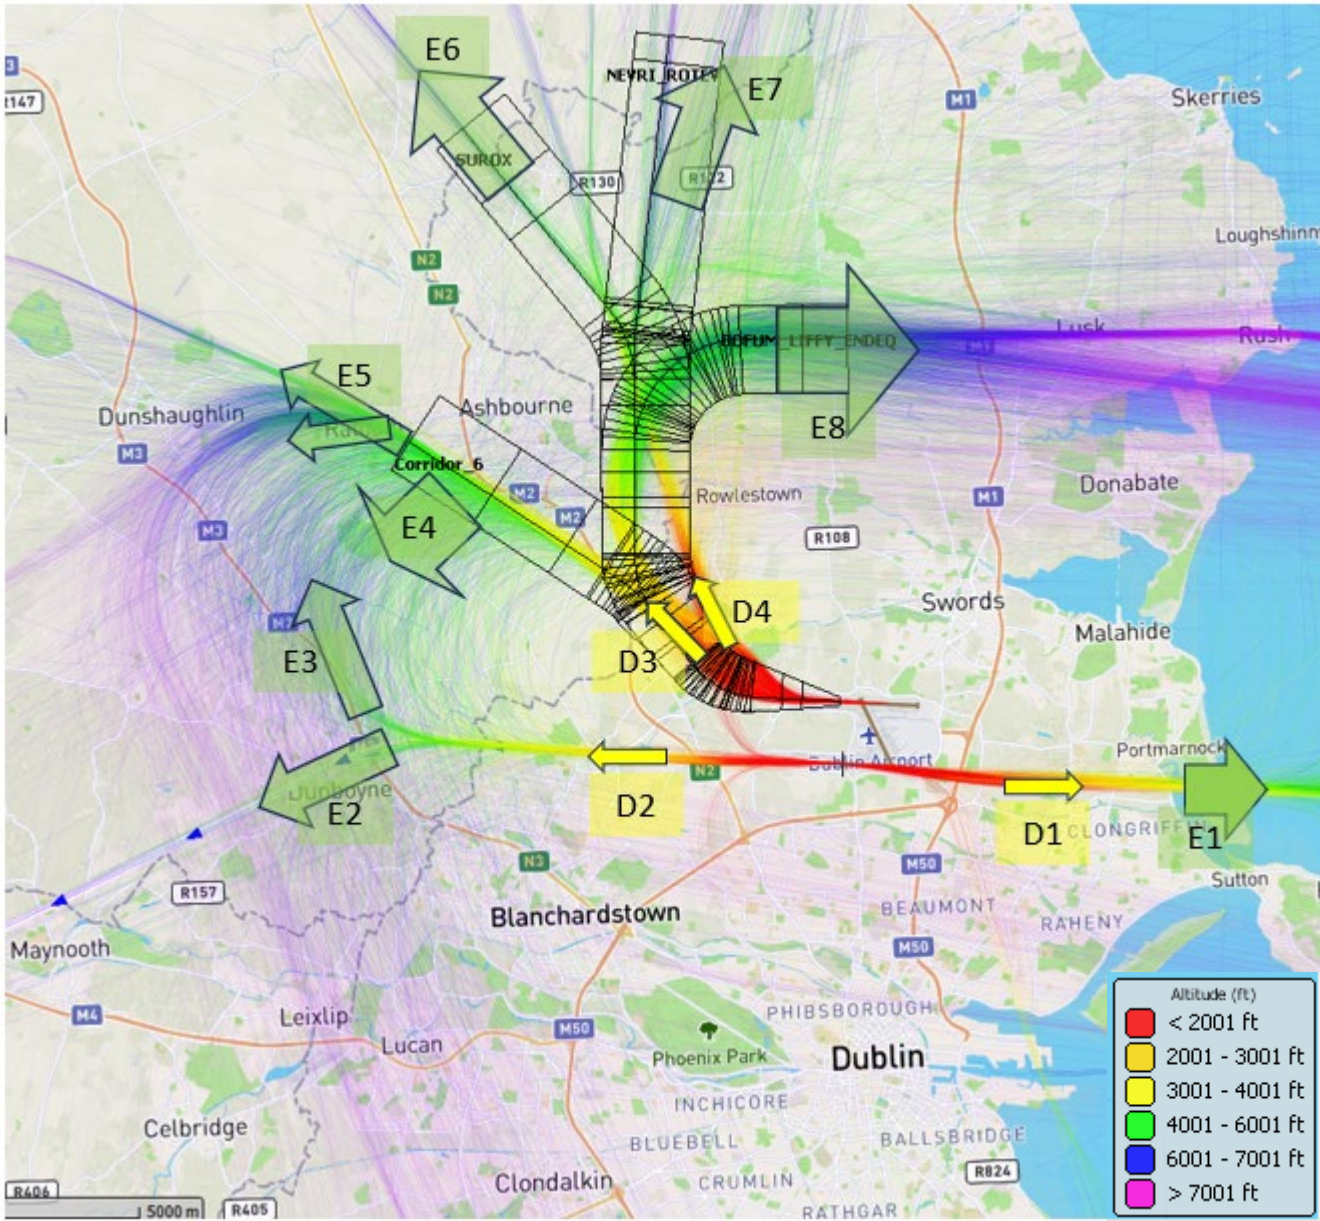 E6
NEVRI_ROTEV
E7
M1
Skerries
3
R147
SUROX
R130
R122
N2
N2
Loughshinn
BOFUM_LIFFY_ENDEQ
Lusk
Rush
E5
Dunshaughlin
Ashbourne
E8
M3
Corridor_6
M2
M2
Rowlestown
M1
Donabate
M3
E4
R108
D4
Swords
Malahide
E3
D3
Portmarnock
Dublin Airport
N2
Dunboyne
E2
D2
D1
CLONGRIFFIN
E1
N3
M50
Sutton
R157
Blanchardstown
BEAUMONT
RAHENY
Maynooth
M50
M4
Leixlip
Lucan
M50
PHIBSBOROUGH
Phoenix Park
Dublin
INCHICORE
Celbridge
BLUEBELL
BALLSBRIDGE
Clondalkin
CRUMLIN
R824
R406
5000 m
R405
RATHGAR
Altitude (ft)
< 2001 ft
2001 - 3001 ft
3001 - 4001 ft
4001 - 6001 ft
6001 - 7001 ft
> 7001 ft